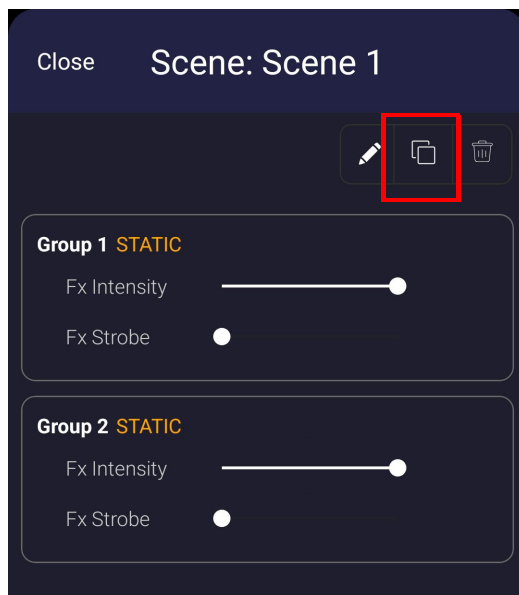 Close
Scene: Scene 1
Group 1 STATIC
Fx Intensity
Fx Strobe
Group 2 STATIC
Fx Intensity
Fx Strobe